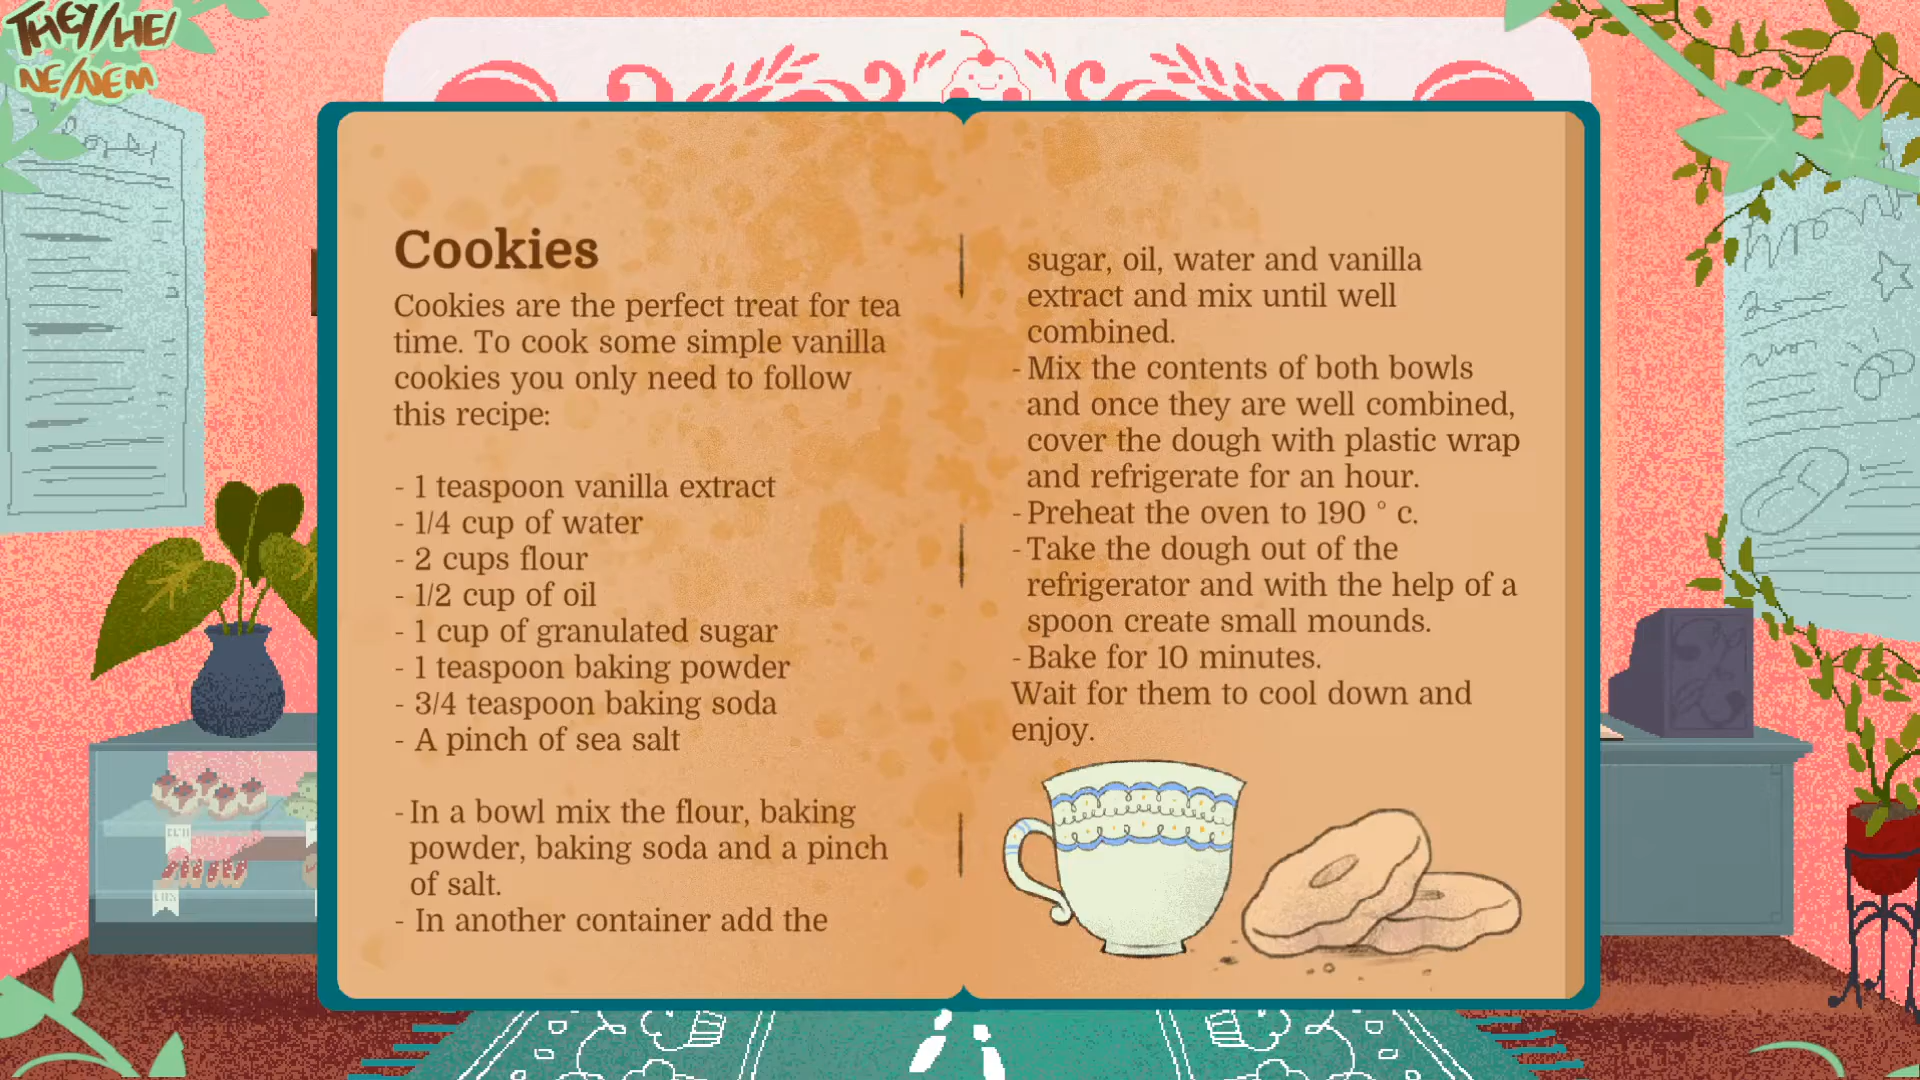 THEY/HE/
NE/NEM
Cookies
Cookies are the perfect treat for tea
time. To cook some simple vanilla
cookies you only need to follow
this recipe:
- 1 teaspoon vanilla extract
- 1/4 cup of water
- 2 cups flour
- 1/2 cup of oil
- 1 cup of granulated sugar
- 1 teaspoon baking powder
- 3/4 teaspoon baking soda
- A pinch of sea salt
- In a bowl mix the flour, baking
powder, baking soda and a pinch
of salt.
- In another container add the
sugar, oil, water and vanilla
extract and mix until well
combined.
- Mix the contents of both bowls
and once they are well combined,
cover the dough with plastic wrap
and refrigerate for an hour.
- Preheat the oven to 190 ° c.
- Take the dough out of the
refrigerator and with the help of a
spoon create small mounds.
- Bake for 10 minutes.
Wait for them to cool down and
enjoy.